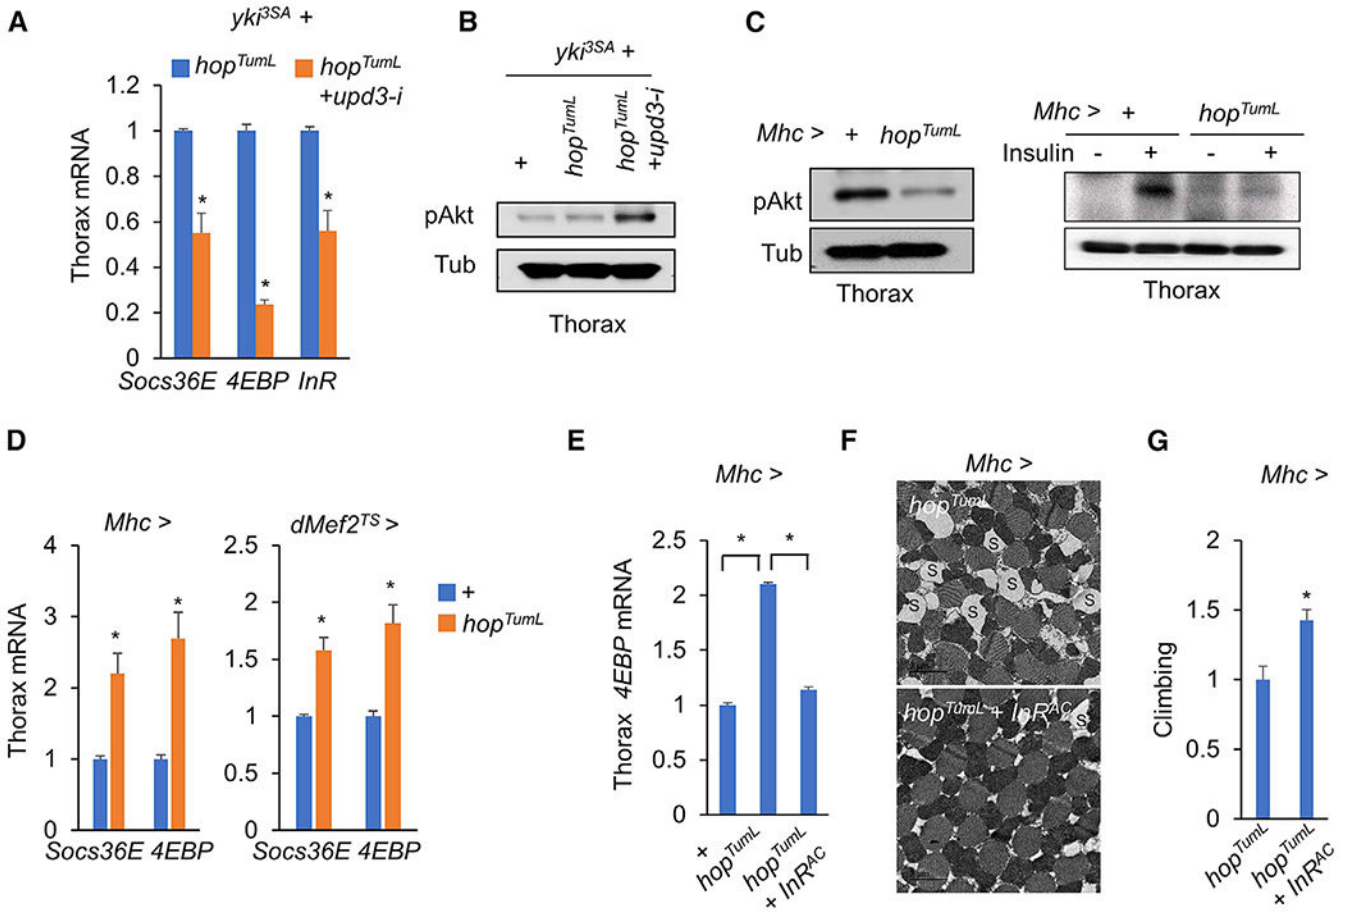 A
yki3SA +
hopTumL
hopTumL
+upd3-i
Thorax mRNA
1.2
1
0.8
0.6
0.4
0.2
0
*
*
*
Socs36E 4EBP InR
B
yki3SA +
+
hopTumL
hopTumL
+upd3-i
pAkt
Tub
Thorax
C
Mhc > + hopTumL
pAkt
Tub
Thorax
Mhc > + hopTumL
Insulin - + - +
Thorax
D
Mhc >
Thorax mRNA
4
3
2
1
0
*
*
Socs36E 4EBP
dMef2TS >
2.5
2
1.5
1
0.5
0
*
*
Socs36E 4EBP
+
hopTumL
E
Mhc >
Thorax 4EBP mRNA
2.5
2
1.5
1
0.5
0
*
*
+
hopTumL
hopTumL
+ InRAC
F
Mhc >
hopTumL
S
S
S
S
S
S
hopTumL + InRAC
S
G
Mhc >
Climbing
2
1.5
1
0.5
0
*
hopTumL
hopTumL
+ InRAC